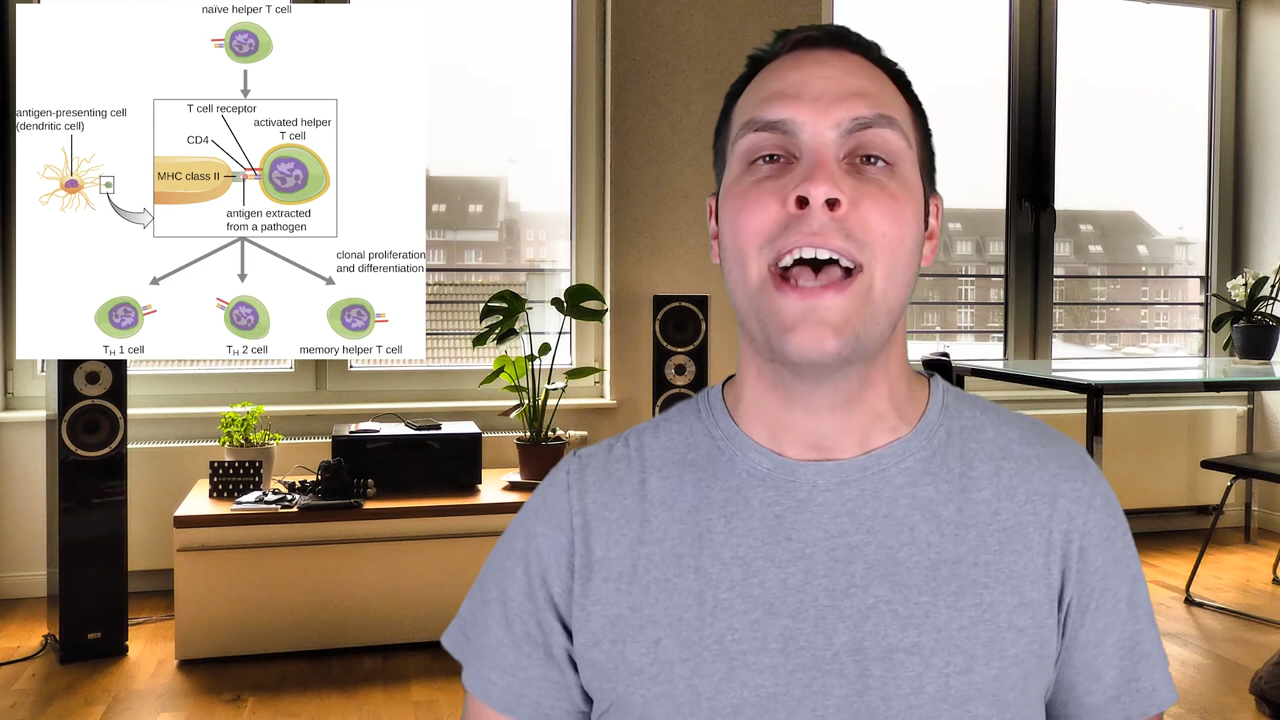 naïve helper T cell
T cell receptor
activated helper
T cell
CD4
antigen-presenting cell
(dendritic cell)
MHC class II
antigen extracted
from a pathogen
clonal proliferation
and differentiation
TH 1 cell
TH 2 cell
memory helper T cell
HECO